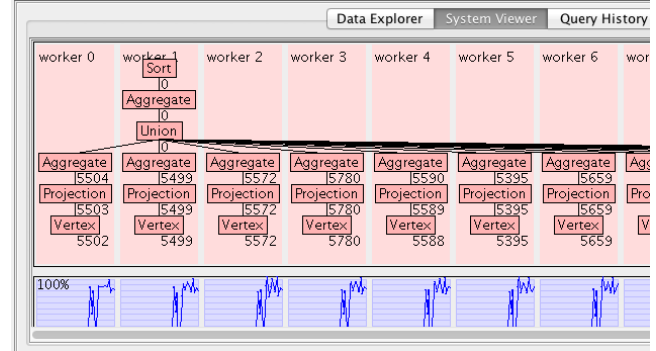 Data Explorer System Viewer Query History
worker 0 worker 1 worker 2 worker 3 worker 4 worker 5 worker 6 wor
Sort
0
Aggregate
0
Union
0
Aggregate Aggregate Aggregate Aggregate Aggregate Aggregate Aggregate Agg
5504 5499 5572 5780 5590 5395 5659
Projection Projection Projection Projection Projection Projection Projection Pro
5503 5499 5572 5780 5589 5395 5659
Vertex Vertex Vertex Vertex Vertex Vertex Vertex V
5502 5499 5572 5780 5588 5395 5659
100%